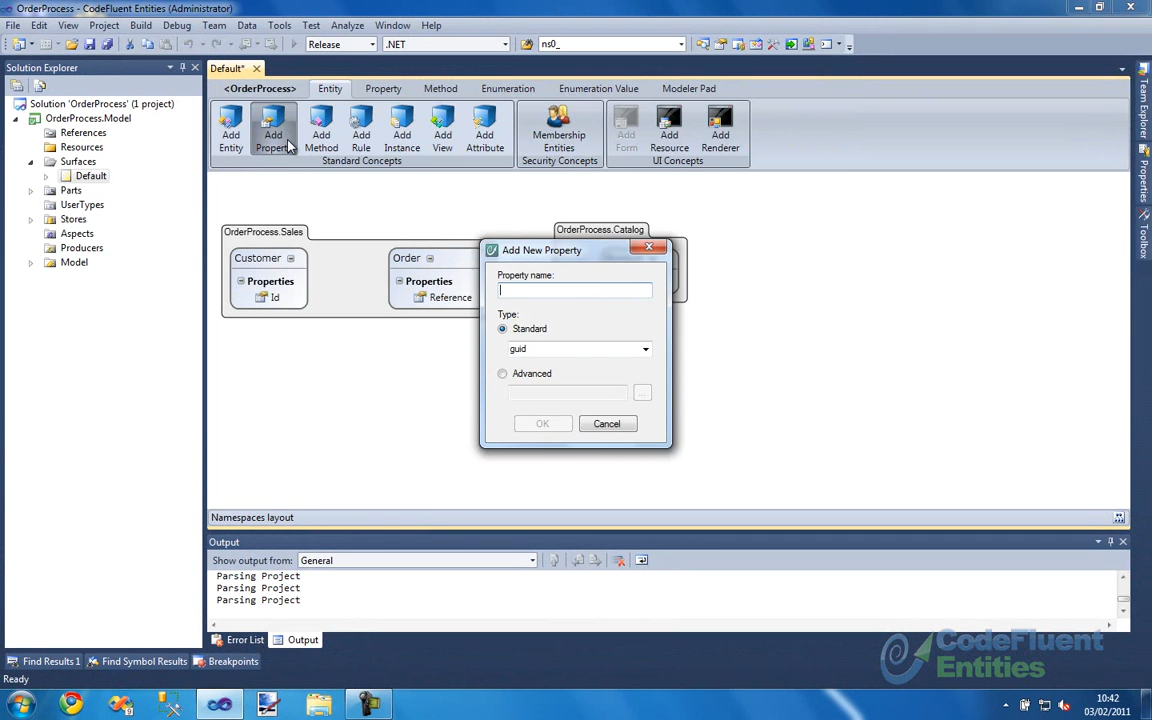 OrderProcess - CodeFluent Entities (Administrator)
File Edit View Project Build Debug Team Data Tools Test Analyze Window Help
Release .NET ns0_
Solution Explorer
Default*
<OrderProcess> Entity Property Method Enumeration Enumeration Value Modeler Pad
Solution 'OrderProcess' (1 project)
OrderProcess.Model
References
Resources
Surfaces
Default
Parts
UserTypes
Stores
Aspects
Producers
Model
Add Entity
Add Property
Add Method
Add Rule
Add Instance
Add View
Add Attribute
Membership Entities
Add Form
Add Resource
Add Renderer
Standard Concepts
Security Concepts
UI Concepts
OrderProcess.Sales
OrderProcess.Catalog
Customer
Properties
Id
Order
Properties
Reference
Add New Property
Property name:
Type:
Standard
guid
Advanced
...
OK Cancel
Namespaces layout
Output
Show output from: General
Parsing Project
Parsing Project
Parsing Project
Error List Output
Find Results 1 Find Symbol Results Breakpoints
Ready
Team Explorer
Properties
Toolbox
CodeFluent
Entities
10:42
03/02/2011